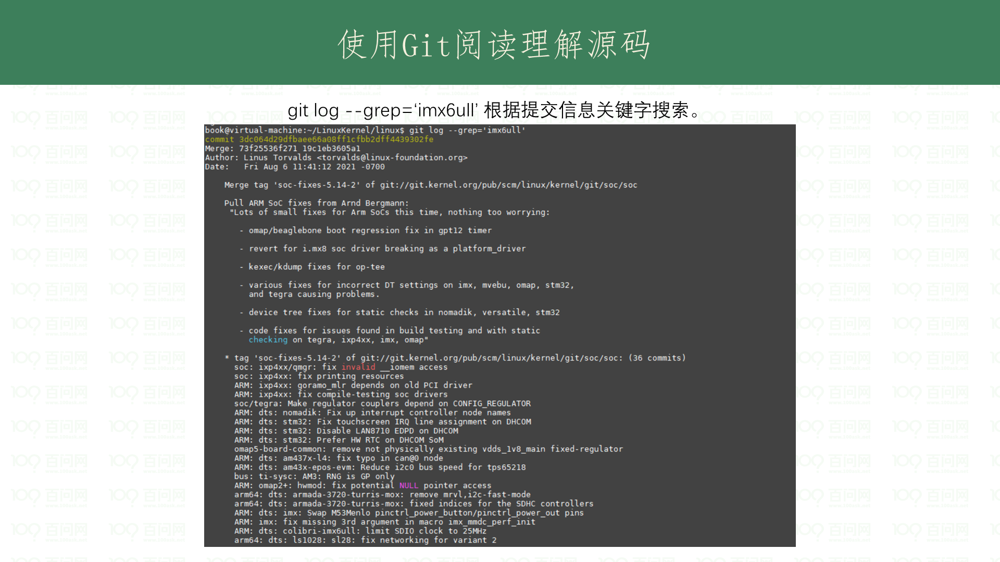 使用Git阅读理解源码
git log --grep=‘imx6ull’ 根据提交信息关键字搜索。
book@virtual-machine:~/LinuxKernel/linux$ git log --grep='imx6ull'
commit 3dc064d29dfbaee66a08ff1cfbb2dff4439302fe
Merge: 73f25536f271 19c1eb3605a1
Author: Linus Torvalds <torvalds@linux-foundation.org>
Date:   Fri Aug 6 11:41:12 2021 -0700
Merge tag 'soc-fixes-5.14-2' of git://git.kernel.org/pub/scm/linux/kernel/git/soc/soc
Pull ARM SoC fixes from Arnd Bergmann:
"Lots of small fixes for Arm SoCs this time, nothing too worrying:
- omap/beaglebone boot regression fix in gpt12 timer
- revert for i.mx8 soc driver breaking as a platform_driver
- kexec/kdump fixes for op-tee
- various fixes for incorrect DT settings on imx, mvebu, omap, stm32,
and tegra causing problems.
- device tree fixes for static checks in nomadik, versatile, stm32
- code fixes for issues found in build testing and with static
checking on tegra, ixp4xx, imx, omap"
* tag 'soc-fixes-5.14-2' of git://git.kernel.org/pub/scm/linux/kernel/git/soc/soc: (36 commits)
soc: ixp4xx/qmgr: fix invalid __iomem access
soc: ixp4xx: fix printing resources
ARM: ixp4xx: goramo_mlr depends on old PCI driver
ARM: ixp4xx: fix compile-testing soc drivers
soc/tegra: Make regulator couplers depend on CONFIG_REGULATOR
ARM: dts: nomadik: Fix up interrupt controller node names
ARM: dts: stm32: Fix touchscreen IRQ line assignment on DHCOM
ARM: dts: stm32: Disable LAN8710 EDPD on DHCOM
ARM: dts: stm32: Prefer HW RTC on DHCOM SoM
omap5-board-common: remove not physically existing vdds_1v8_main fixed-regulator
ARM: dts: am437x-l4: fix typo in can@0 node
ARM: dts: am43x-epos-evm: Reduce i2c0 bus speed for tps65218
bus: ti-sysc: AM3: RNG is GP only
ARM: omap2+: hwmod: fix potential NULL pointer access
arm64: dts: armada-3720-turris-mox: remove mrvl,i2c-fast-mode
arm64: dts: armada-3720-turris-mox: fixed indices for the SDHC controllers
ARM: dts: imx: Swap M53Menlo pinctrl_power_button/pinctrl_power_out pins
ARM: imx: fix missing 3rd argument in macro imx_mmdc_perf_init
ARM: dts: colibri-imx6ull: limit SDIO clock to 25MHz
arm64: dts: ls1028: sl28: fix networking for variant 2